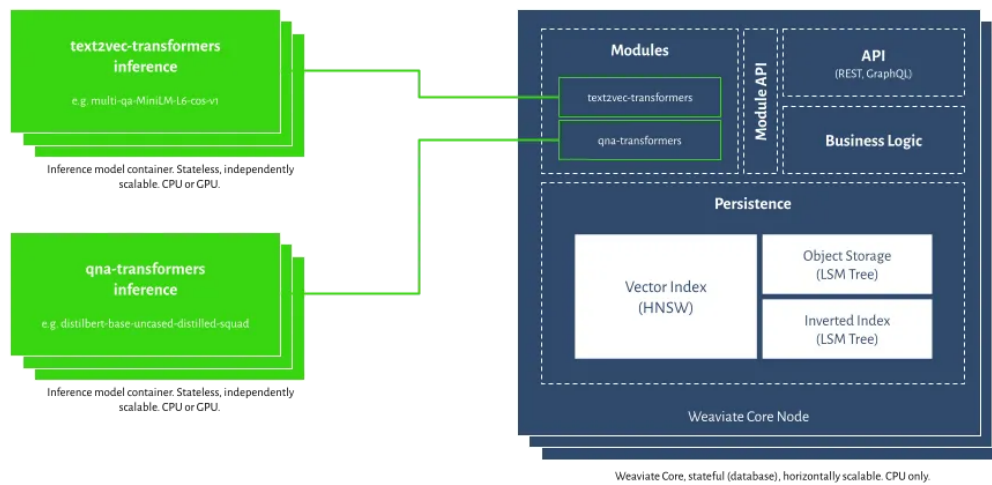 text2vec-transformers
inference
e.g. multi-qa-MiniLM-L6-cos-v1
Inference model container. Stateless, independently
scalable. CPU or GPU.
qna-transformers
inference
e.g. distilbert-base-uncased-distilled-squad
Inference model container. Stateless, independently
scalable. CPU or GPU.
Modules
text2vec-transformers
qna-transformers
Module API
API
(REST, GraphQL)
Business Logic
Persistence
Vector Index
(HNSW)
Object Storage
(LSM Tree)
Inverted Index
(LSM Tree)
Weaviate Core Node
Weaviate Core, stateful (database), horizontally scalable. CPU only.